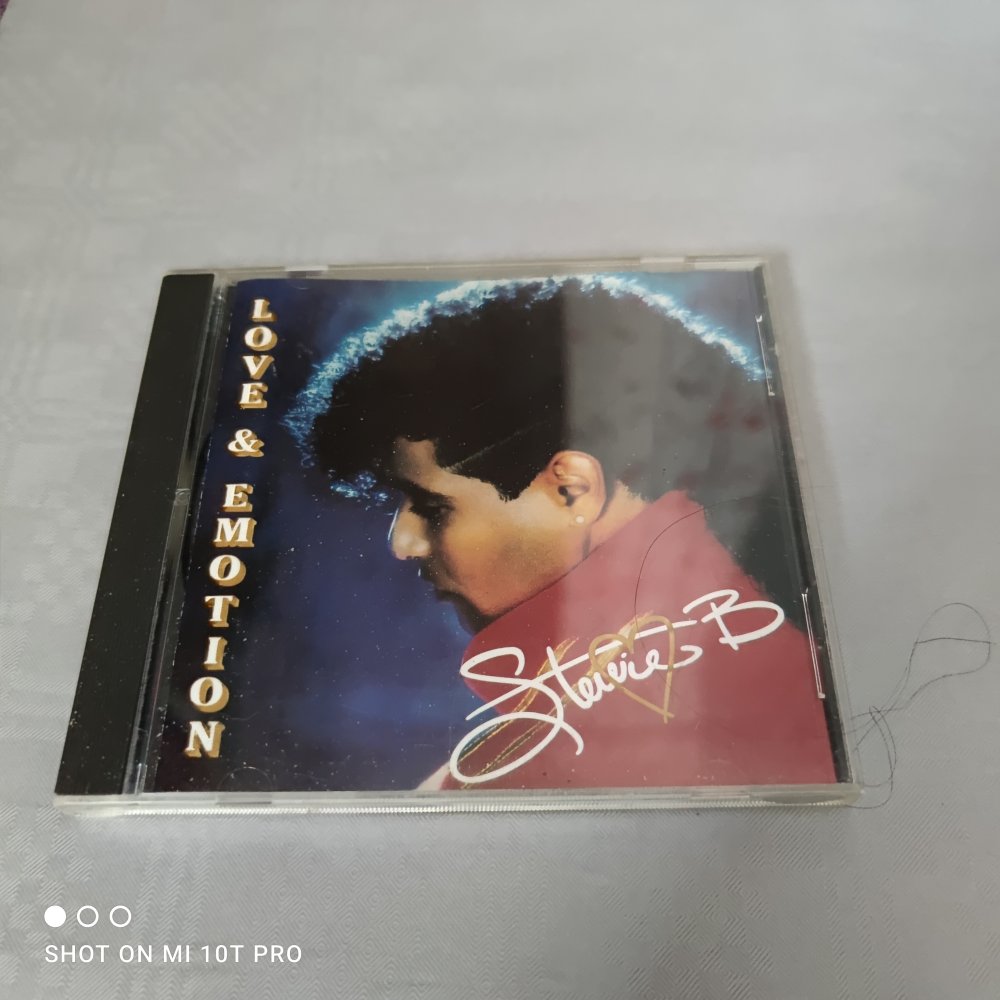 LOVE & EMOTION
Stevie B
SHOT ON MI 10T PRO